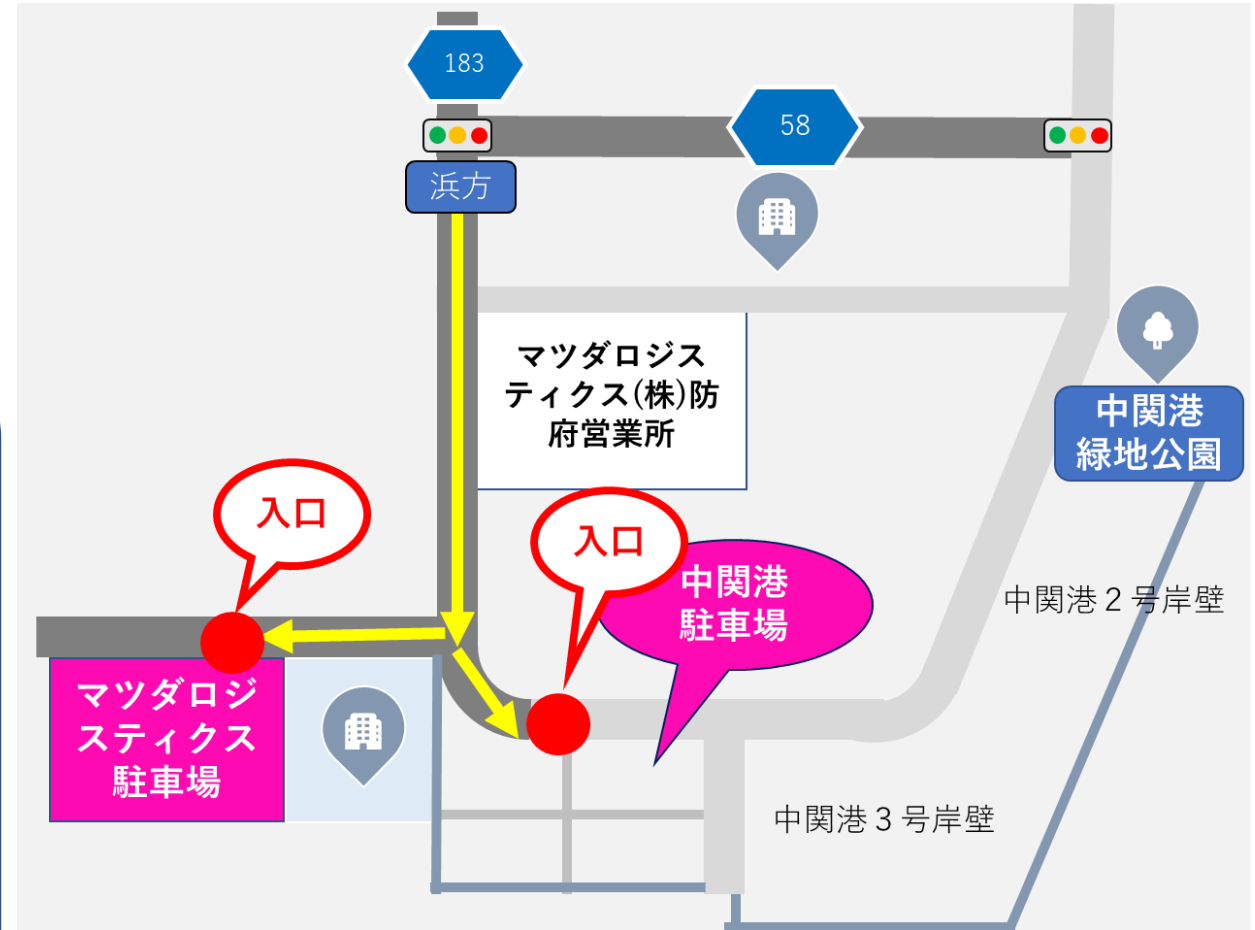 183
58
浜方
マツダロジス
ティクス(株)防
府営業所
中関港
緑地公園
入口
入口
中関港
駐車場
中関港２号岸壁
マツダロジ
スティクス
駐車場
中関港３号岸壁